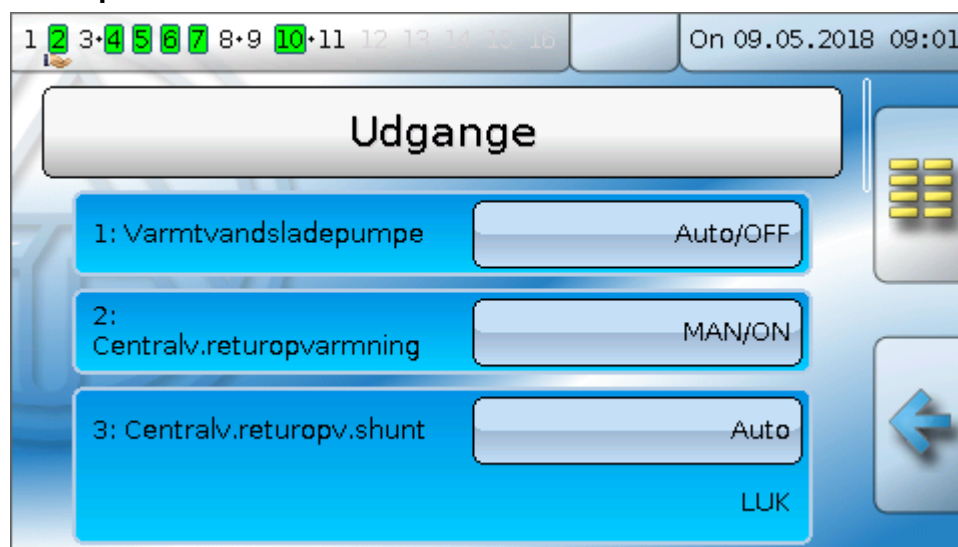 1 2 3·4 5 6 7 8·9 10·11 12 13 14 15 16 On 09.05.2018 09:01
Udgange
1: Varmtvandsladepumpe Auto/OFF
2:
Centralv.returopvarmning MAN/ON
3: Centralv.returopv.shunt Auto
LUK